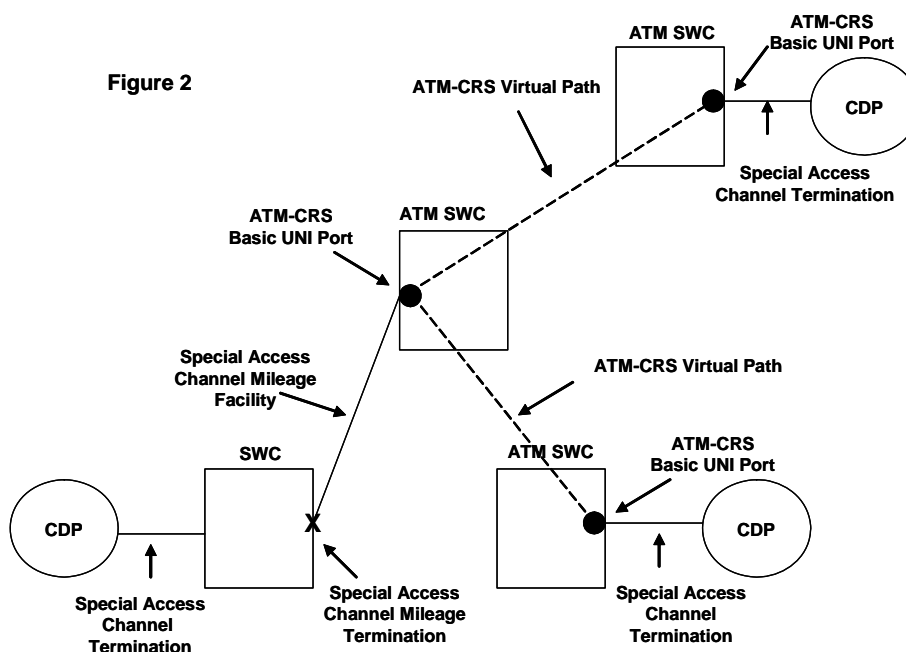 ATM-CRS
Basic UNI Port
ATM SWC
Figure 2
ATM-CRS Virtual Path
CDP
Special Access
Channel Termination
ATM-CRS
Basic UNI Port
ATM SWC
Special Access
Channel Mileage
Facility
ATM-CRS Virtual Path
SWC
ATM SWC
ATM-CRS
Basic UNI Port
CDP
X
CDP
Special Access
Channel
Termination
Special Access
Channel Mileage
Termination
Special Access
Channel
Termination